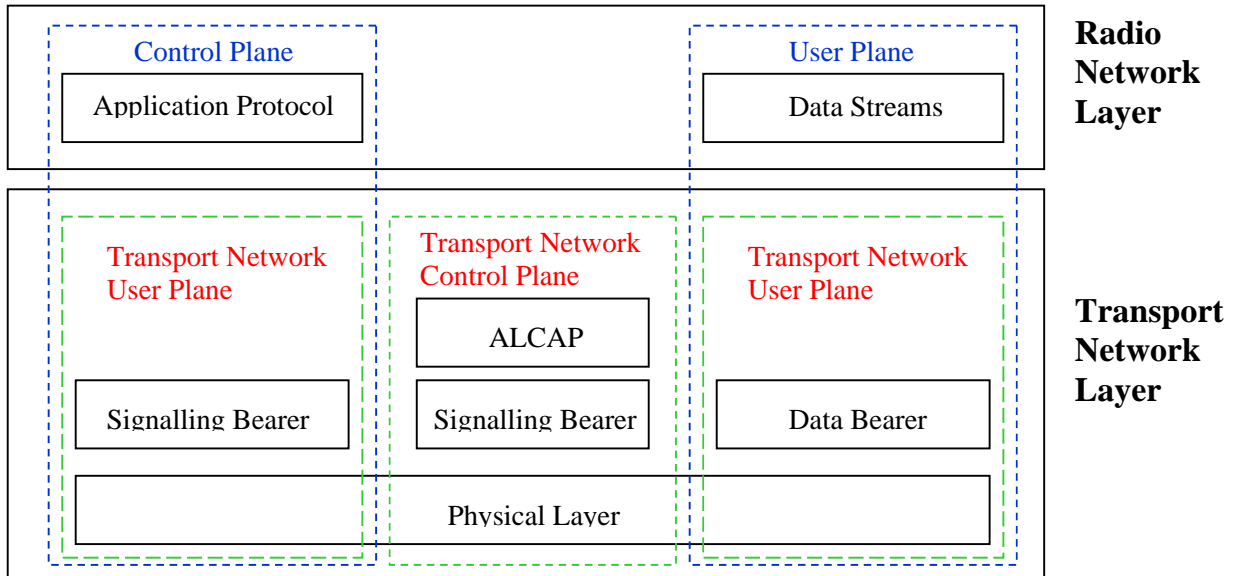 Control Plane
User Plane
Radio
Network
Layer
Application Protocol
Data Streams
Transport Network
User Plane
Transport Network
Control Plane
Transport Network
User Plane
ALCAP
Transport
Network
Layer
Signalling Bearer
Signalling Bearer
Data Bearer
Physical Layer